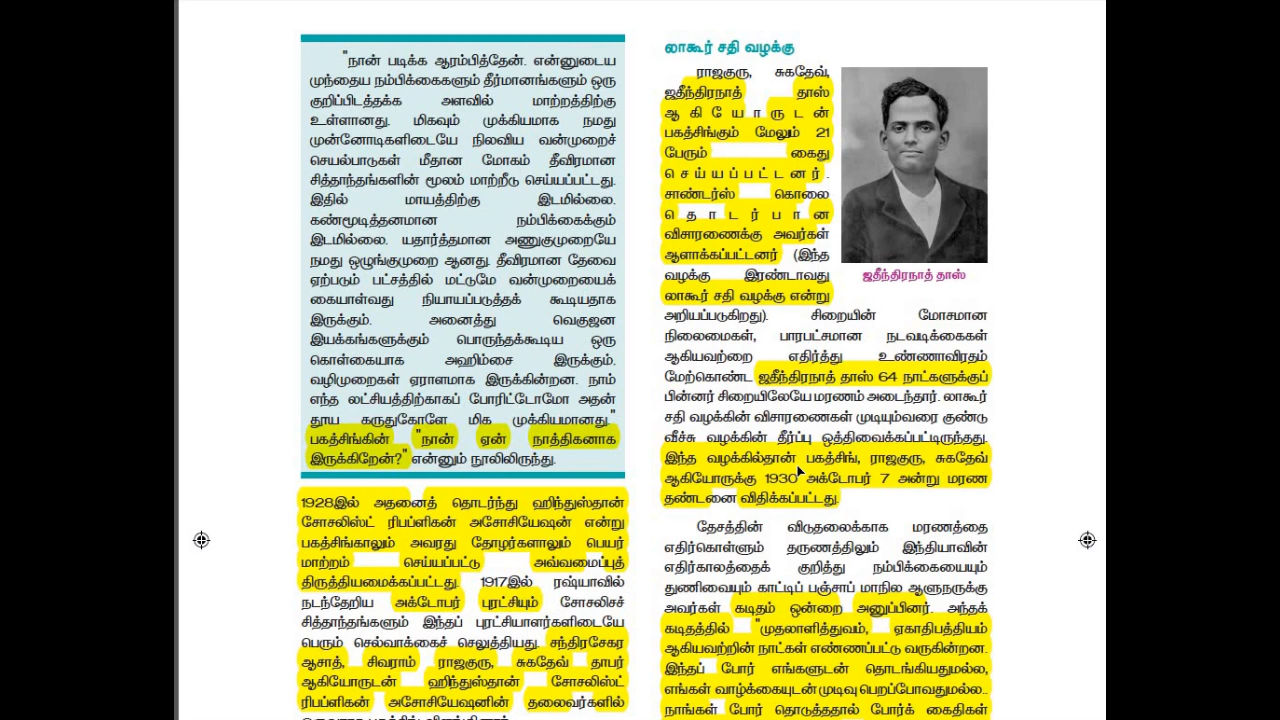 "நான் படிக்க ஆரம்பித்தேன். என்னுடைய
முந்தைய நம்பிக்கைகளும் தீர்மானங்களும் ஒரு
குறிப்பிடத்தக்க அளவில் மாற்றத்திற்கு
உள்ளானது. மிகவும் முக்கியமாக நமது
முன்னோடிகளிடையே நிலவிய வன்முறைச்
செயல்பாடுகள் மீதான மோகம் தீவிரமான
சித்தாந்தங்களின் மூலம் மாற்றீடு செய்யப்பட்டது.
இதில் மாயத்திற்கு இடமில்லை.
கண்மூடித்தனமான நம்பிக்கைக்கும்
இடமில்லை. யதார்த்தமான அணுகுமுறையே
நமது ஒழுங்குமுறை ஆனது. தீவிரமான தேவை
ஏற்படும் பட்சத்தில் மட்டுமே வன்முறையைக்
கையாள்வது நியாயப்படுத்தக் கூடியதாக
இருக்கும். அனைத்து வெகுஜன
இயக்கங்களுக்கும் பொருந்தக்கூடிய ஒரு
கொள்கையாக அஹிம்சை இருக்கும்.
வழிமுறைகள் ஏராளமாக இருக்கின்றன. நாம்
எந்த லட்சியத்திற்காகப் போரிட்டோமோ அதன்
தூய கருதுகோளே மிக முக்கியமானது."
பகத்சிங்கின் "நான் ஏன் நாத்திகனாக
இருக்கிறேன்?" என்னும் நூலிலிருந்து.
1928இல் அதனைத் தொடர்ந்து ஹிந்துஸ்தான்
சோசலிஸ்ட் ரிபப்ளிகன் அசோசியேஷன் என்று
பகத்சிங்காலும் அவரது தோழர்களாலும் பெயர்
மாற்றம் செய்யப்பட்டு அவ்வமைப்புத்
திருத்தியமைக்கப்பட்டது. 1917இல் ரஷ்யாவில்
நடந்தேறிய அக்டோபர் புரட்சியும் சோசலிசச்
சித்தாந்தங்களும் இந்தப் புரட்சியாளர்களிடையே
பெரும் செல்வாக்கைச் செலுத்தியது. சந்திரசேகர
ஆசாத், சிவராம் ராஜகுரு, சுகதேவ் தாபர்
ஆகியோருடன் ஹிந்துஸ்தான் சோசலிஸ்ட்
ரிபப்ளிகன் அசோசியேஷனின் தலைவர்களில்
லாகூர் சதி வழக்கு
ராஜகுரு, சுகதேவ்,
ஜதீந்திரநாத் தாஸ்
ஆகியோருடன்
பகத்சிங்கும் மேலும் 21
பேரும் கைது
செய்யப்பட்டனர்.
சாண்டர்ஸ் கொலை
தொடர்பான
விசாரணைக்கு அவர்கள்
ஆளாக்கப்பட்டனர் (இந்த
வழக்கு இரண்டாவது
லாகூர் சதி வழக்கு என்று
அறியப்படுகிறது). சிறையின் மோசமான
நிலைமைகள், பாரபட்சமான நடவடிக்கைகள்
ஆகியவற்றை எதிர்த்து உண்ணாவிரதம்
மேற்கொண்ட ஜதீந்திரநாத் தாஸ் 64 நாட்களுக்குப்
பின்னர் சிறையிலேயே மரணம் அடைந்தார். லாகூர்
சதி வழக்கின் விசாரணைகள் முடியும்வரை குண்டு
வீச்சு வழக்கின் தீர்ப்பு ஒத்திவைக்கப்பட்டிருந்தது.
இந்த வழக்கில்தான் பகத்சிங், ராஜகுரு, சுகதேவ்
ஆகியோருக்கு 1930 அக்டோபர் 7 அன்று மரண
தண்டனை விதிக்கப்பட்டது.
ஜதீந்திரநாத் தாஸ்
தேசத்தின் விடுதலைக்காக மரணத்தை
எதிர்கொள்ளும் தருணத்திலும் இந்தியாவின்
எதிர்காலத்தைக் குறித்து நம்பிக்கையையும்
துணிவையும் காட்டிப் பஞ்சாப் மாநில ஆளுநருக்கு
அவர்கள் கடிதம் ஒன்றை அனுப்பினர். அந்தக்
கடிதத்தில் "முதலாளித்துவம், ஏகாதிபத்தியம்
ஆகியவற்றின் நாட்கள் எண்ணப்பட்டு வருகின்றன.
இந்தப் போர் எங்களுடன் தொடங்கியதுமல்ல,
எங்கள் வாழ்க்கையுடன் முடிவு பெறப்போவதுமல்ல..
நாங்கள் போர் தொடுத்ததால் போர்க் கைதிகள்